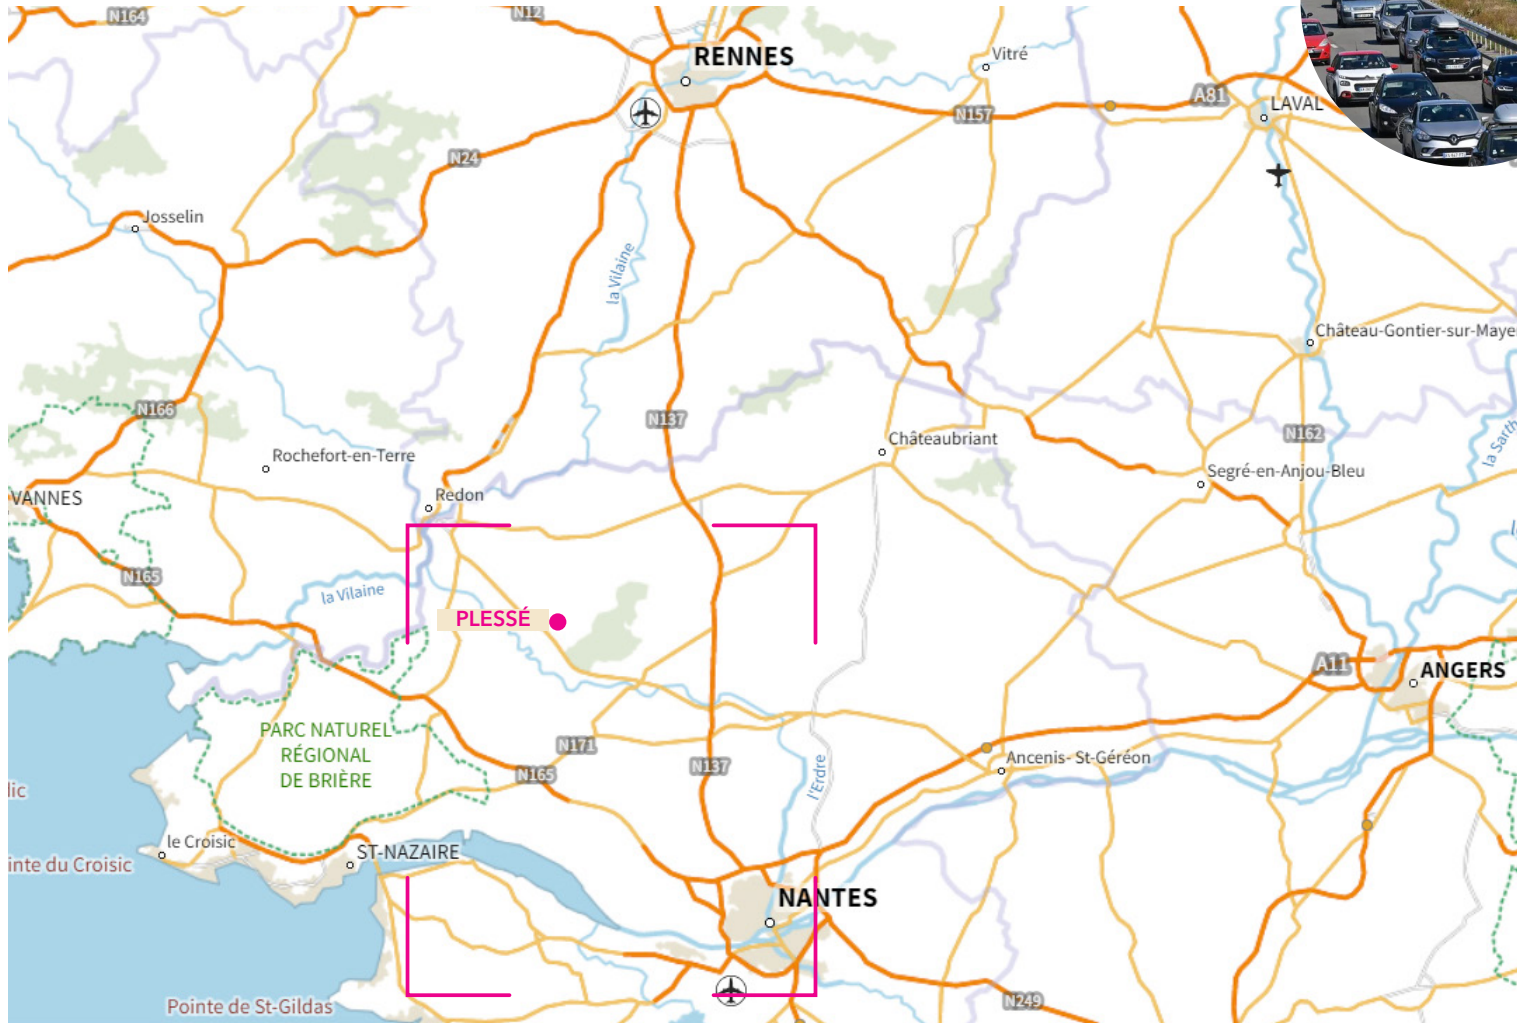 N164
N12
RENNES
Vitré
A81
LAVAL
N157
N24
Josselin
la Vilaine
Château-Gontier-sur-Maye
N166
N137
N162
la Sarth
Châteaubriant
Rochefort-en-Terre
Segré-en-Anjou-Bleu
VANNES
Redon
N165
la Vilaine
PLESSÉ
A11
ANGERS
PARC NATUREL
RÉGIONAL
DE BRIÈRE
N171
N165
N137
l'Erdre
Ancenis- St-Géréon
lic
le Croisic
ST-NAZAIRE
inte du Croisic
NANTES
Pointe de St-Gildas
N249